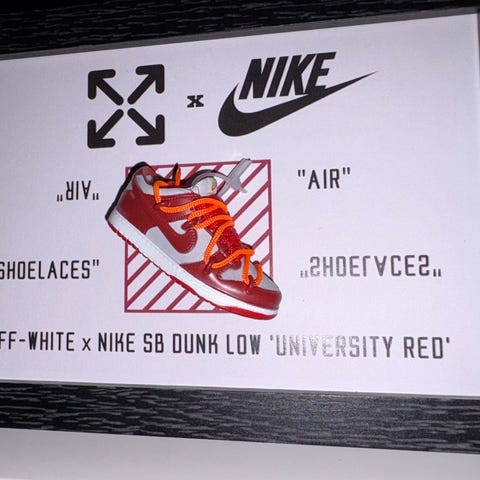 x NIKE
"AIR" "AIR"
SHOELACES" "SHOELACES"
FF-WHITE x NIKE SB DUNK LOW 'UNIVERSITY RED'